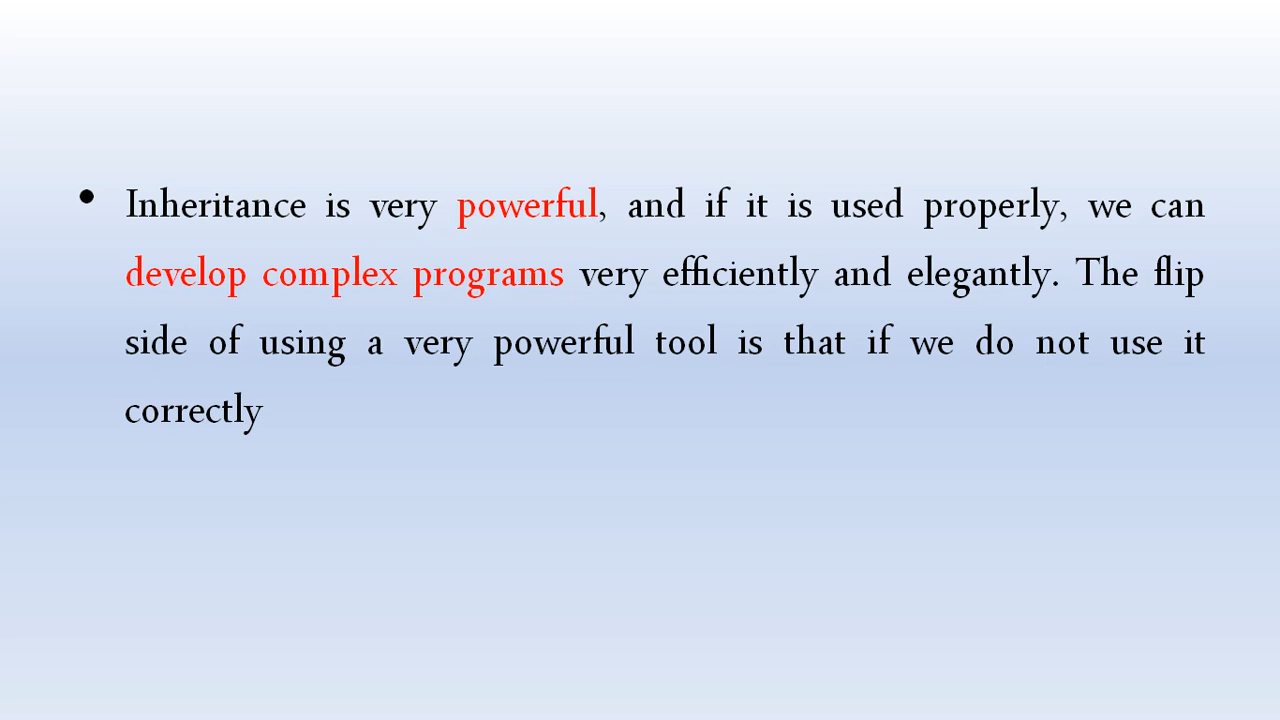 • Inheritance is very powerful, and if it is used properly, we can
develop complex programs very efficiently and elegantly. The flip
side of using a very powerful tool is that if we do not use it
correctly